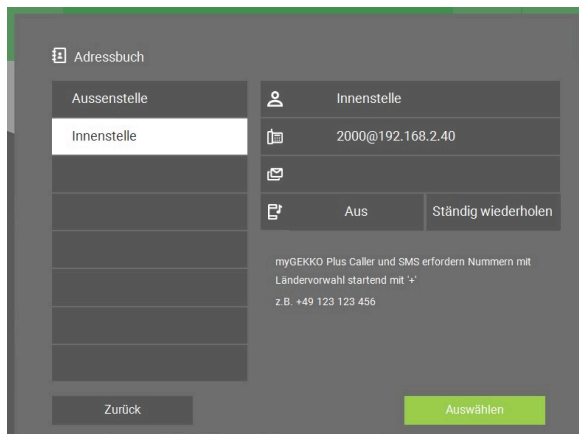 Adressbuch
Aussenstelle
Innenstelle
Innenstelle
2000@192.168.2.40
Aus
Ständig wiederholen
myGEKKO Plus Caller und SMS erfordern Nummern mit
Ländervorwahl startend mit '+'
z.B. +49 123 123 456
Zurück
Auswählen